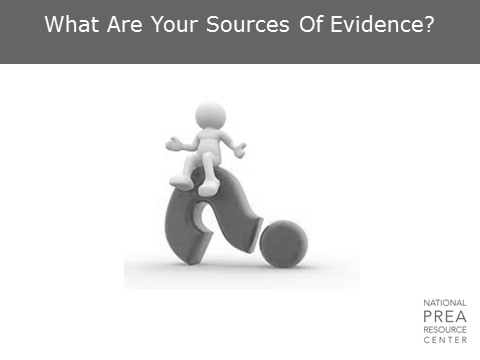 What Are Your Sources Of Evidence?
NATIONAL
PREA
RESOURCE
CENTER